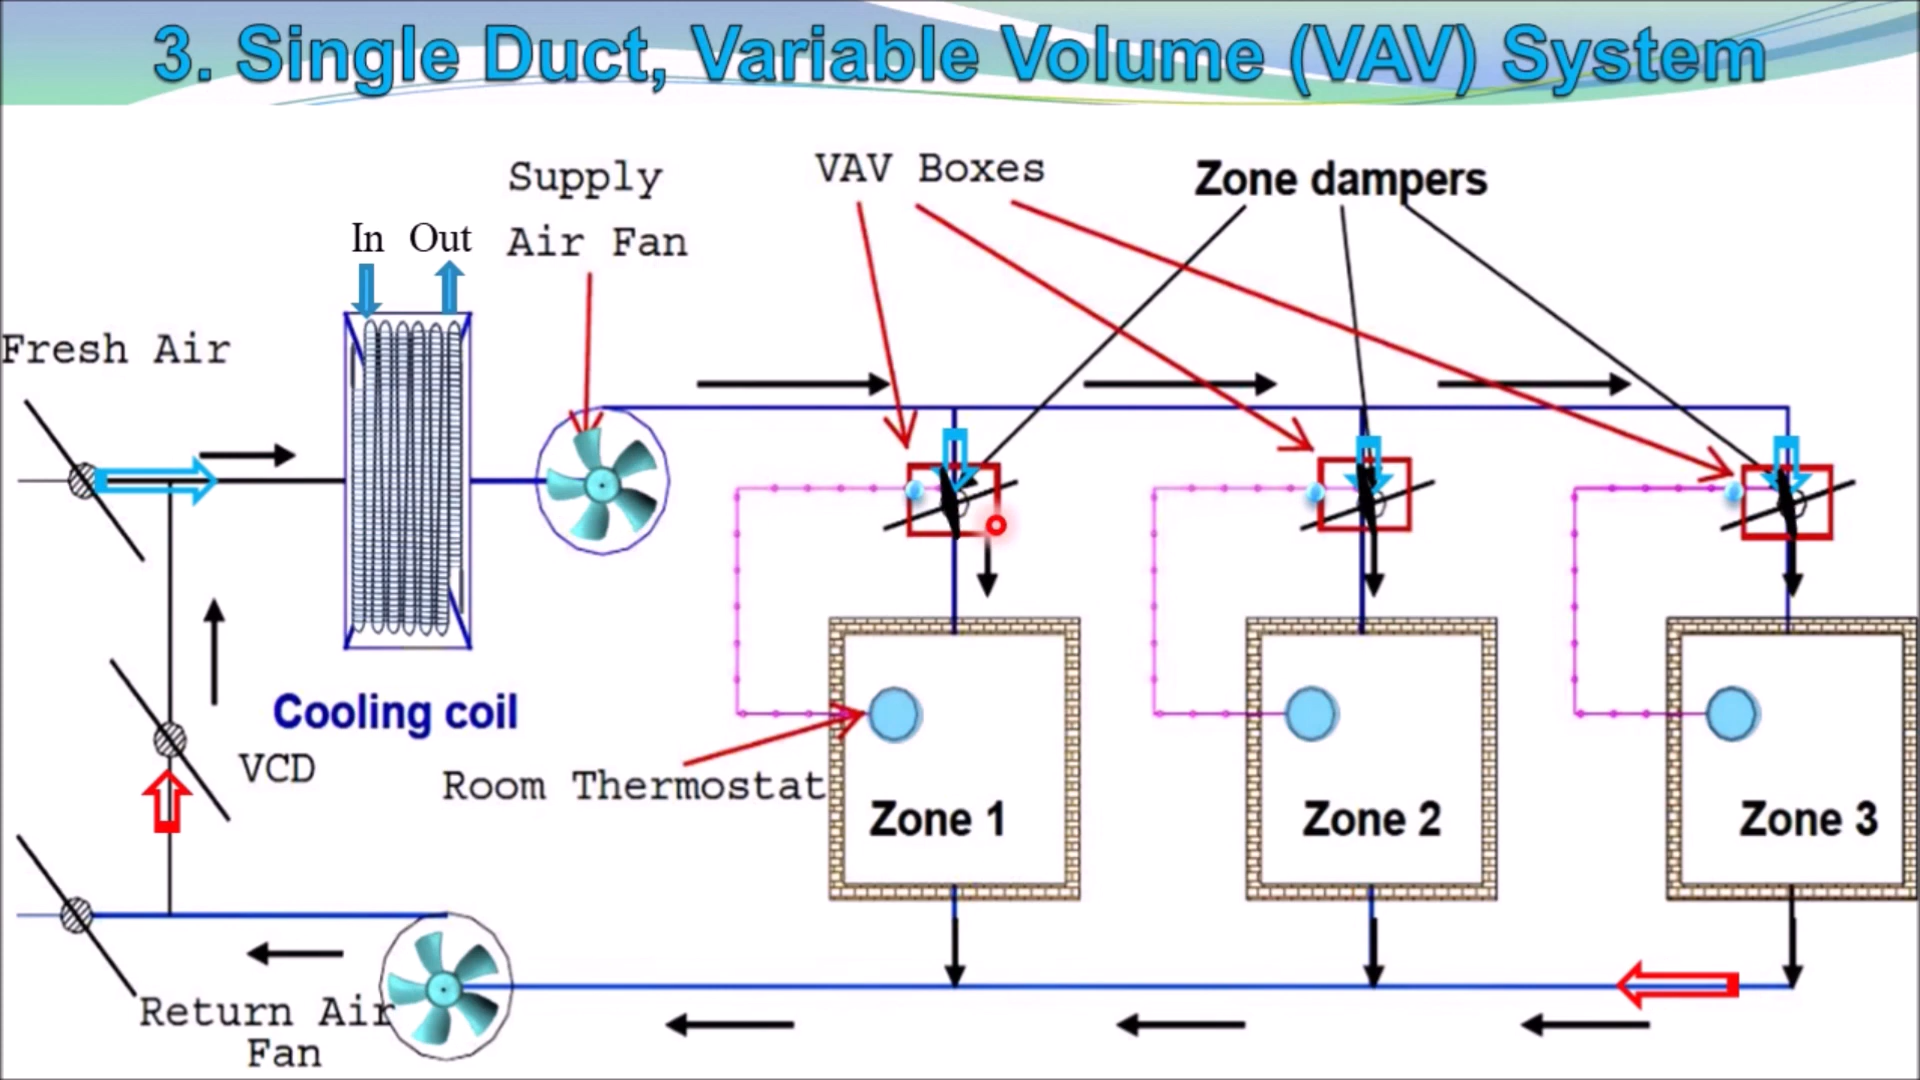 3. Single Duct, Variable Volume (VAV) System
Supply
Air Fan
VAV Boxes
Zone dampers
In Out
Fresh Air
Cooling coil
VCD
Room Thermostat
Zone 1
Zone 2
Zone 3
Return Air
Fan